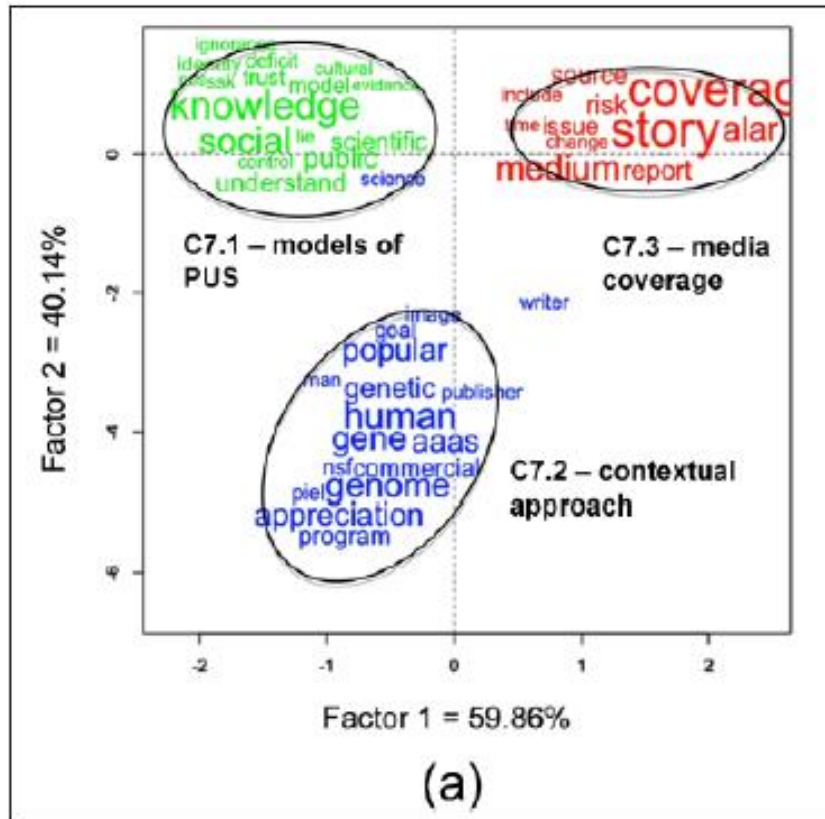 ignorance
identity deficit
risk trust cultural
model evidence
knowledge
social lie scientific
control public
understand science
C7.1 – models of
PUS
source coverag
include risk
time issue story alar
change
medium report
C7.3 – media
coverage
writer
image
goal
popular
man genetic publisher
human
gene aaas
nsf commercial
piel genome
appreciation
program
C7.2 – contextual
approach
0
-2
-4
-6
Factor 2 = 40.14%
-2 -1 0 1 2
Factor 1 = 59.86%
(a)